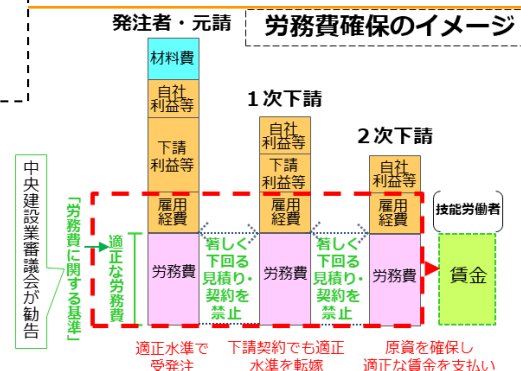 労務費確保のイメージ
発注者・元請
材料費
自社
利益等
下請
利益等
雇用
経費
労務費
1次下請
自社
利益等
下請
利益等
雇用
経費
労務費
2次下請
自社
利益等
雇用
経費
労務費
技能労働者
賃金
中央建設業審議会が勧告
「労務費に関する基準」
適正な労務費
著しく
下回る
見積り・
契約を
禁止
著しく
下回る
見積り・
契約を
禁止
適正水準で
受発注
下請契約でも適正
水準を転嫁
原資を確保し
適正な賃金を支払い